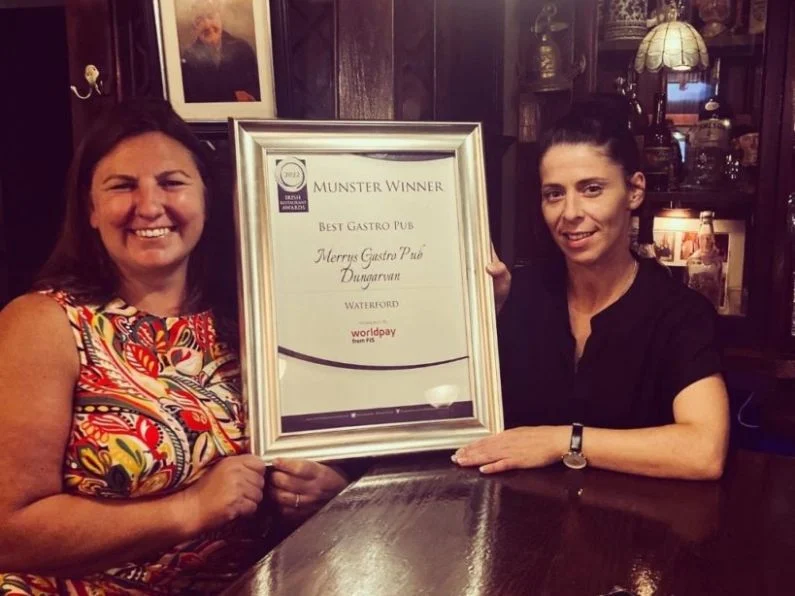 2022
IRISH
RESTAURANT
AWARDS
MUNSTER WINNER
BEST GASTRO PUB
Merrys Gastro Pub
Dungarvan
WATERFORD
worldpay
from FIS